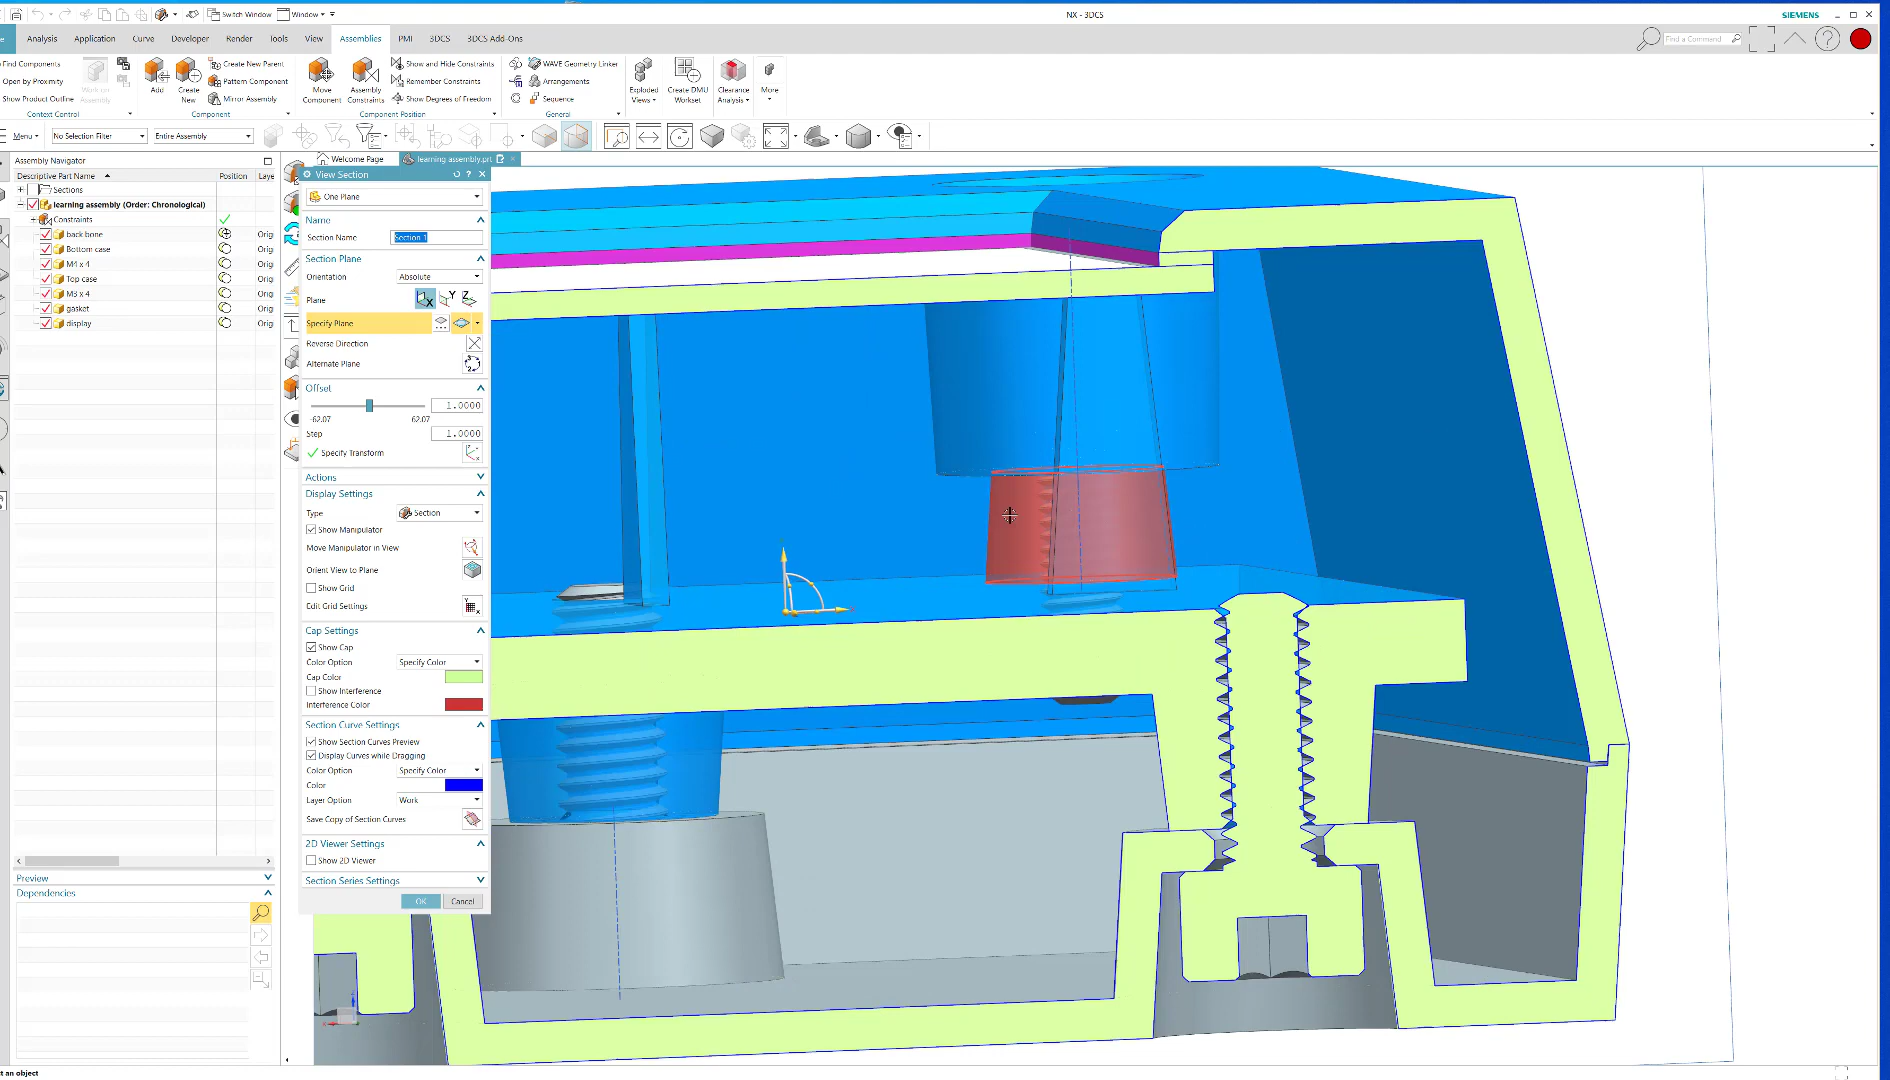 Switch Window
Window
NX - 3DCS
SIEMENS
Analysis
Application
Curve
Developer
Render
Tools
View
Assemblies
PMI
3DCS
3DCS Add-Ons
Find a Command
Find Components
Open by Proximity
Show Product Outline
Work on
Assembly
Context Control
Add
Create
New
Create New Parent
Pattern Component
Mirror Assembly
Component
Move
Component
Assembly
Constraints
Show and Hide Constraints
Remember Constraints
Show Degrees of Freedom
Component Position
WAVE Geometry Linker
Arrangements
Sequence
General
Exploded
Views
Create DMU
Workset
Clearance
Analysis
More
Menu
No Selection Filter
Entire Assembly
Assembly Navigator
Descriptive Part Name
Position
Laye
Sections
learning assembly (Order: Chronological)
Constraints
back bone
Orig
Bottom case
Orig
M4 x 4
Orig
Top case
Orig
M3 x 4
Orig
gasket
Orig
display
Orig
Preview
Dependencies
Welcome Page
learning assembly.prt
View Section
One Plane
Name
Section Name
Section 1
Section Plane
Orientation
Absolute
Plane
X
Y
Z
Specify Plane
Reverse Direction
Alternate Plane
Offset
1.0000
-62.07
62.07
Step
1.0000
Specify Transform
Actions
Display Settings
Type
Section
Show Manipulator
Move Manipulator in View
Orient View to Plane
Show Grid
Edit Grid Settings
Cap Settings
Show Cap
Color Option
Specify Color
Cap Color
Show Interference
Interference Color
Section Curve Settings
Show Section Curves Preview
Display Curves while Dragging
Color Option
Specify Color
Color
Layer Option
Work
Save Copy of Section Curves
2D Viewer Settings
Show 2D Viewer
Section Series Settings
OK
Cancel
ct an object